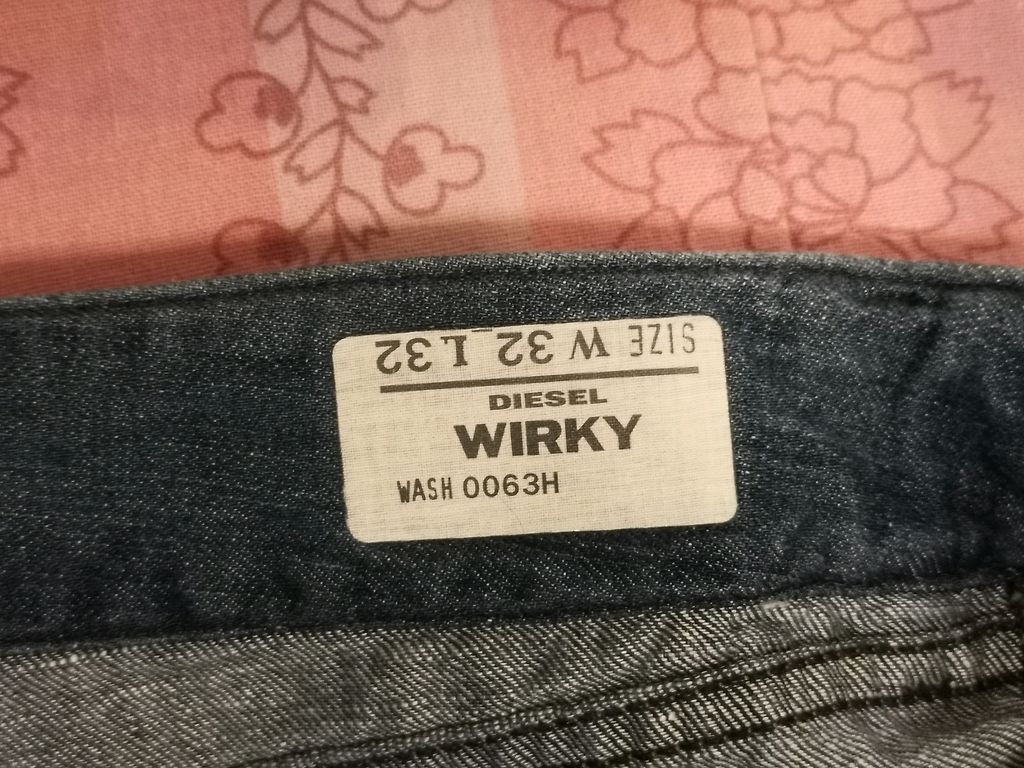 SIZE W 32 L 32
DIESEL
WIRKY
WASH 0063H